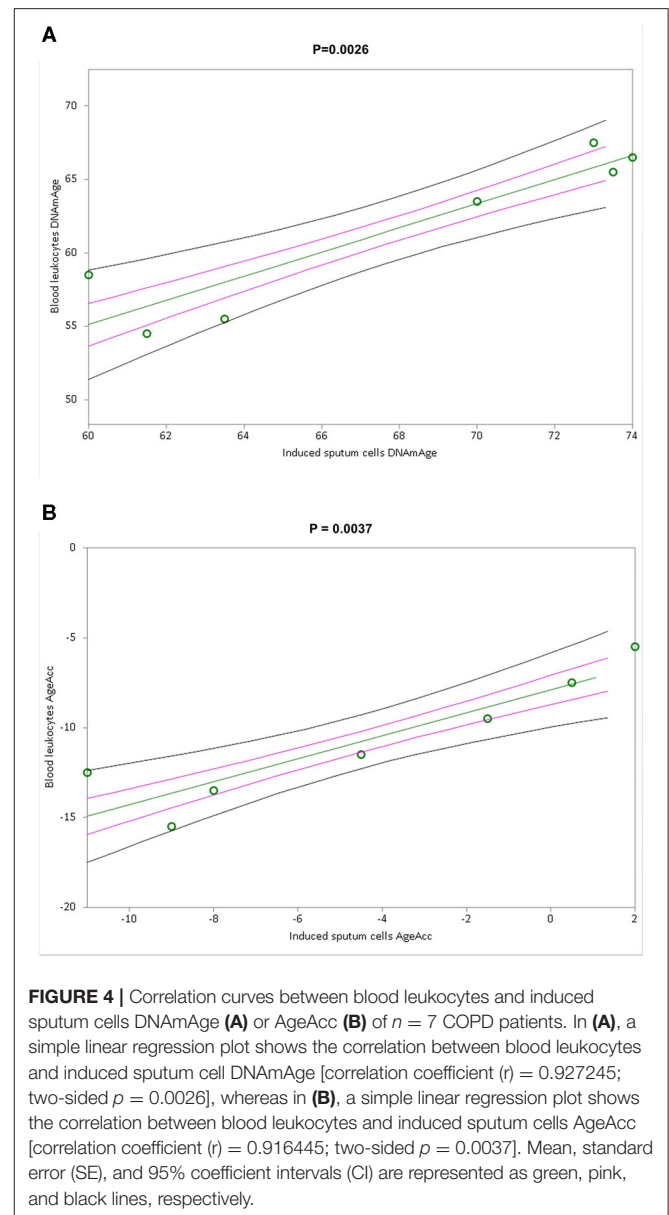 A
P=0.0026
Blood leukocytes DNAmAge
70
65
60
55
50
60 62 64 66 68 70 72 74
Induced sputum cells DNAmAge
B
P = 0.0037
Blood leukocytes AgeAcc
0
-5
-10
-15
-20
-10 -8 -6 -4 -2 0 2
Induced sputum cells AgeAcc
FIGURE 4 | Correlation curves between blood leukocytes and induced
sputum cells DNAmAge (A) or AgeAcc (B) of n = 7 COPD patients. In (A), a
simple linear regression plot shows the correlation between blood leukocytes
and induced sputum cell DNAmAge [correlation coefficient (r) = 0.927245;
two-sided p = 0.0026], whereas in (B), a simple linear regression plot shows
the correlation between blood leukocytes and induced sputum cells AgeAcc
[correlation coefficient (r) = 0.916445; two-sided p = 0.0037]. Mean, standard
error (SE), and 95% coefficient intervals (CI) are represented as green, pink,
and black lines, respectively.